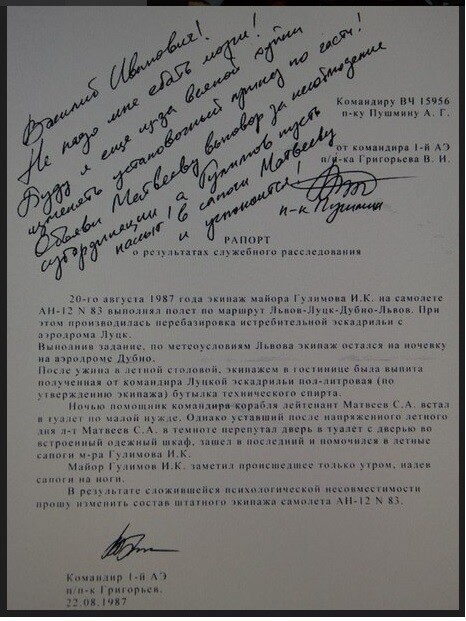 Василий Иванович!
Не надо мне ебать мозги!
Буду я еще из-за всякой хуйни
изменять установочный приказ по части!
Объяви Матвееву выговор за несоблюдение
субординации а Гулимов пусть
нассыт в сапоги Матвееву
и успокоится!
п-к Пушмин
Командиру ВЧ 15956
п-ку Пушмину А. Г.
от командира 1-й АЭ
п/п-ка Григорьева В. И.
РАПОРТ
о результатах служебного расследования
20-го августа 1987 года экипаж майора Гулимова И.К. на самолете
АН-12 N 83 выполнял полет по маршрут Львов-Луцк-Дубно-Львов. При
этом производилась перебазировка истребительной эскадрильи с
аэродрома Луцк.
Выполнив задание, по метеоусловиям Львова экипаж остался на ночевку
на аэродроме Дубно.
После ужина в летной столовой, экипажем в гостинице была выпита
полученная от командира Луцкой эскадрильи пол-литровая (по
утверждению экипажа) бутылка технического спирта.
Ночью помощник командира корабля лейтенант Матвеев С.А. встал
в туалет по малой нужде. Однако уставший после напряженного летного
дня л-т Матвеев С.А. в темноте перепутал дверь в туалет с дверью во
встроенный одежный шкаф, зашел в последний и помочился в летные
сапоги м-ра Гулимова И.К.
Майор Гулимов И.К. заметил происшедшее только утром, надев
сапоги на ноги.
В результате сложившейся психологической несовместимости
прошу изменить состав штатного экипажа самолета АН-12 N 83.
Командир 1-й АЭ
п/п-к Григорьев.
22.08.1987